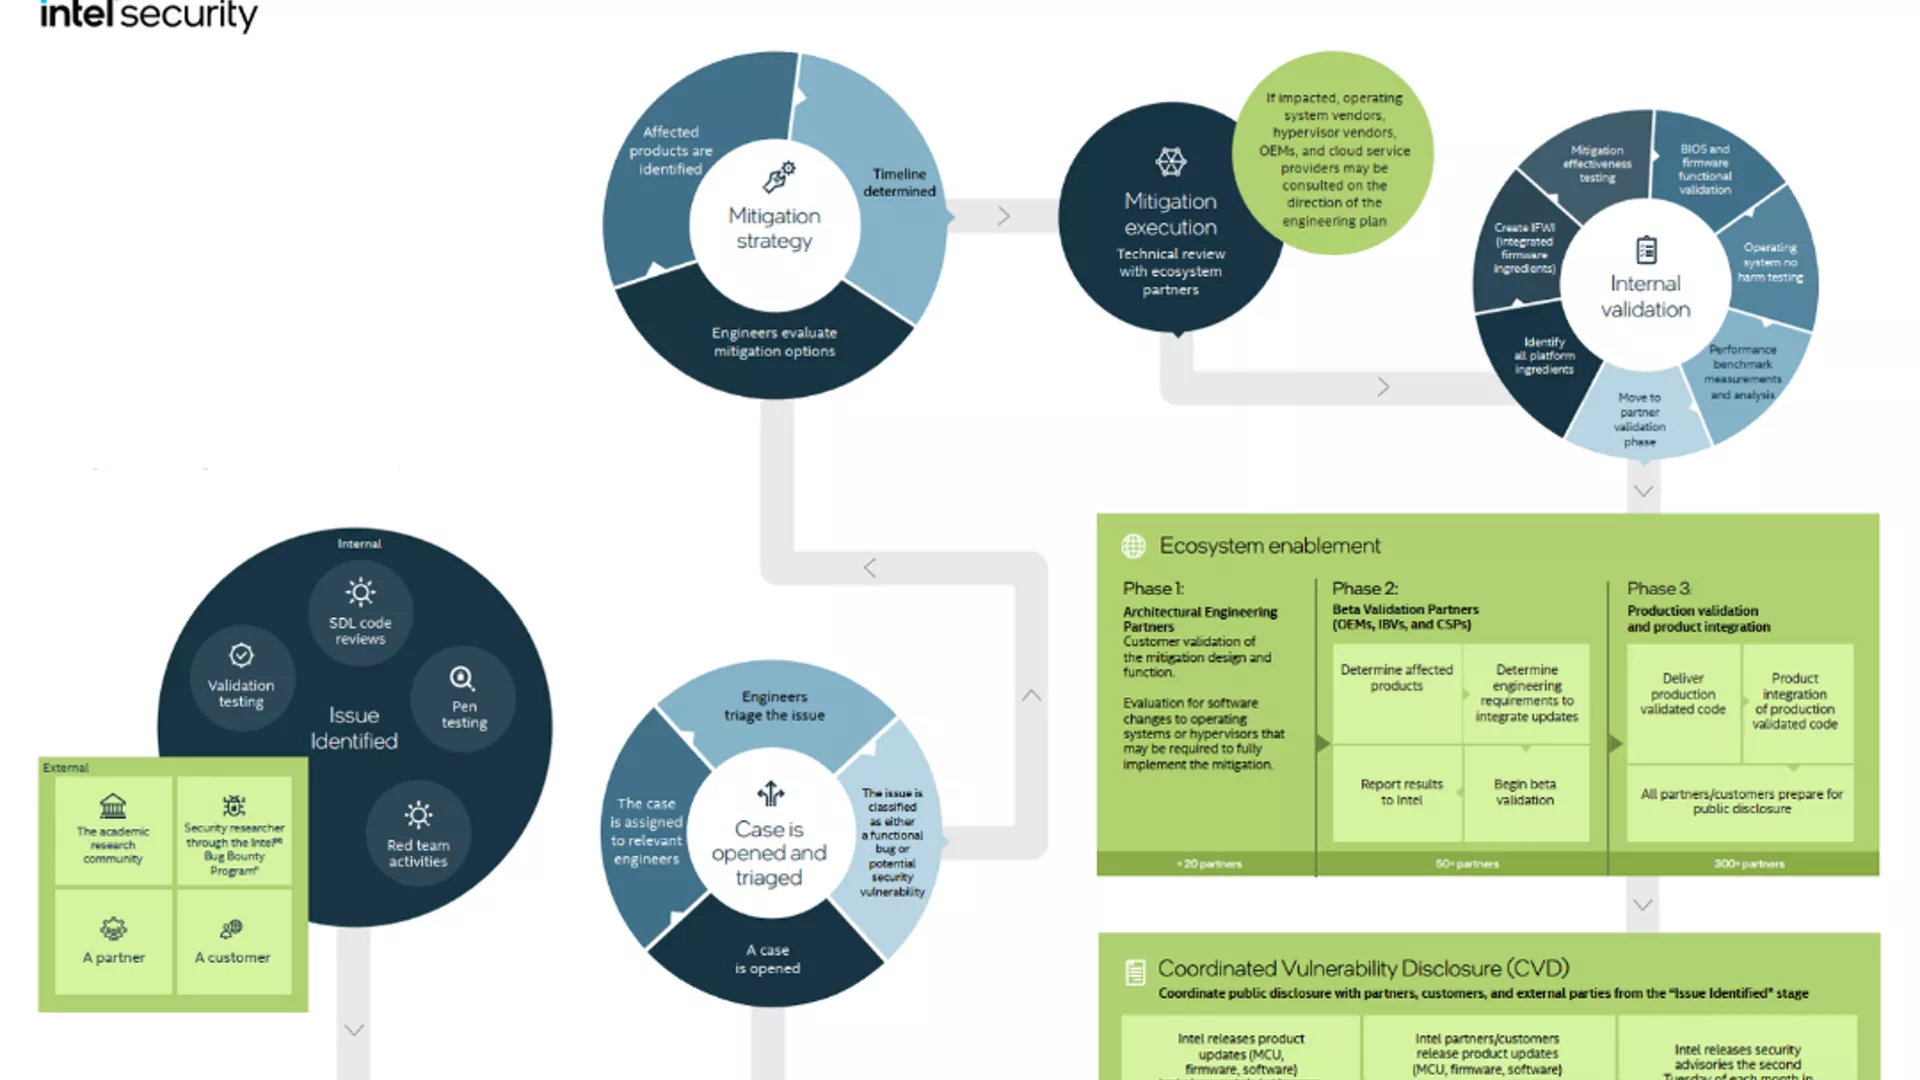 intel security
Affected
products are
identified
Timeline
determined
Mitigation
strategy
Engineers evaluate
mitigation options
Mitigation
execution
Technical review
with ecosystem
partners
If impacted, operating
system vendors,
hypervisor vendors,
OEMs, and cloud service
providers may be
consulted on the
direction of the
engineering plan
Mitigation
effectiveness
testing
BIOS and
firmware
functional
validation
Create IFWI
(integrated
firmware
ingredients)
Operating
system no
harm testing
Internal
validation
Identify
all platform
ingredients
Performance
benchmark
measurements
and analysis
Move to
partner
validation
phase
Internal
SDL code
reviews
Validation
testing
Pen
testing
Issue
Identified
Red team
activities
External
The academic
research
community
Security researcher
through the Intel®
Bug Bounty
Program
A partner
A customer
Engineers
triage the issue
The case
is assigned
to relevant
engineers
Case is
opened and
triaged
The issue is
classified
as either
a functional
bug or
potential
security
vulnerability
A case
is opened
Ecosystem enablement
Phase 1:
Architectural Engineering
Partners
Customer validation of
the mitigation design and
function.
Evaluation for software
changes to operating
systems or hypervisors that
may be required to fully
implement the mitigation.
<20 partners
Phase 2:
Beta Validation Partners
(OEMs, IBVs, and CSPs)
Determine affected
products
Determine
engineering
requirements to
integrate updates
Report results
to Intel
Begin beta
validation
50+ partners
Phase 3:
Production validation
and product integration
Deliver
production
validated code
Product
integration
of production
validated code
All partners/customers prepare for
public disclosure
300+ partners
Coordinated Vulnerability Disclosure (CVD)
Coordinate public disclosure with partners, customers, and external parties from the “Issue Identified” stage
Intel releases product
updates (MCU,
firmware, software)
Intel partners/customers
release product updates
(MCU, firmware, software)
Intel releases security
advisories the second
Tuesday of each month in